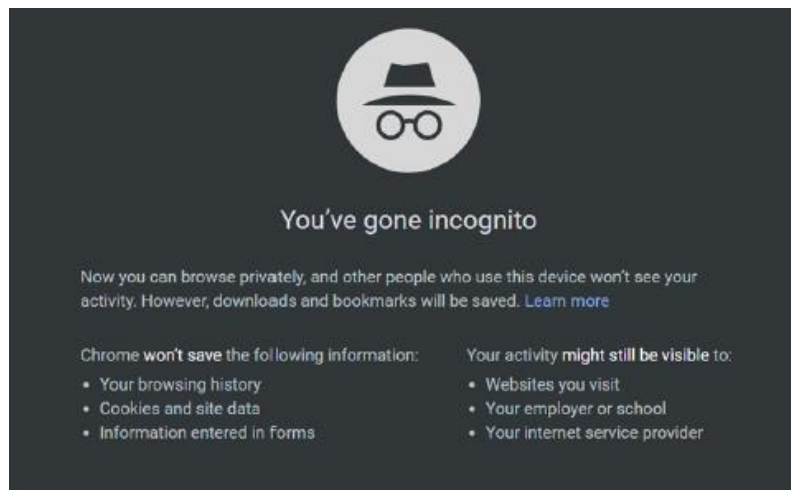 You've gone incognito
Now you can browse privately, and other people who use this device won't see your
activity. However, downloads and bookmarks will be saved. Learn more
Chrome won't save the following information:
• Your browsing history
• Cookies and site data
• Information entered in forms
Your activity might still be visible to:
• Websites you visit
• Your employer or school
• Your internet service provider